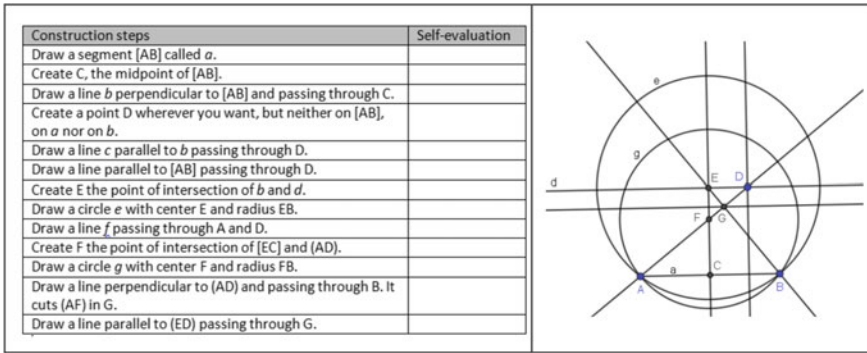 Construction steps Self-evaluation
Draw a segment [AB] called a.
Create C, the midpoint of [AB].
Draw a line b perpendicular to [AB] and passing through C.
Create a point D wherever you want, but neither on [AB],
on a nor on b.
Draw a line c parallel to b passing through D.
Draw a line parallel to [AB] passing through D.
Create E the point of intersection of b and d.
Draw a circle e with center E and radius EB.
Draw a line f passing through A and D.
Create F the point of intersection of [EC] and (AD).
Draw a circle g with center F and radius FB.
Draw a line perpendicular to (AD) and passing through B. It
cuts (AF) in G.
Draw a line parallel to (ED) passing through G.
e
g
d
E
D
F
G
a
C
A
B